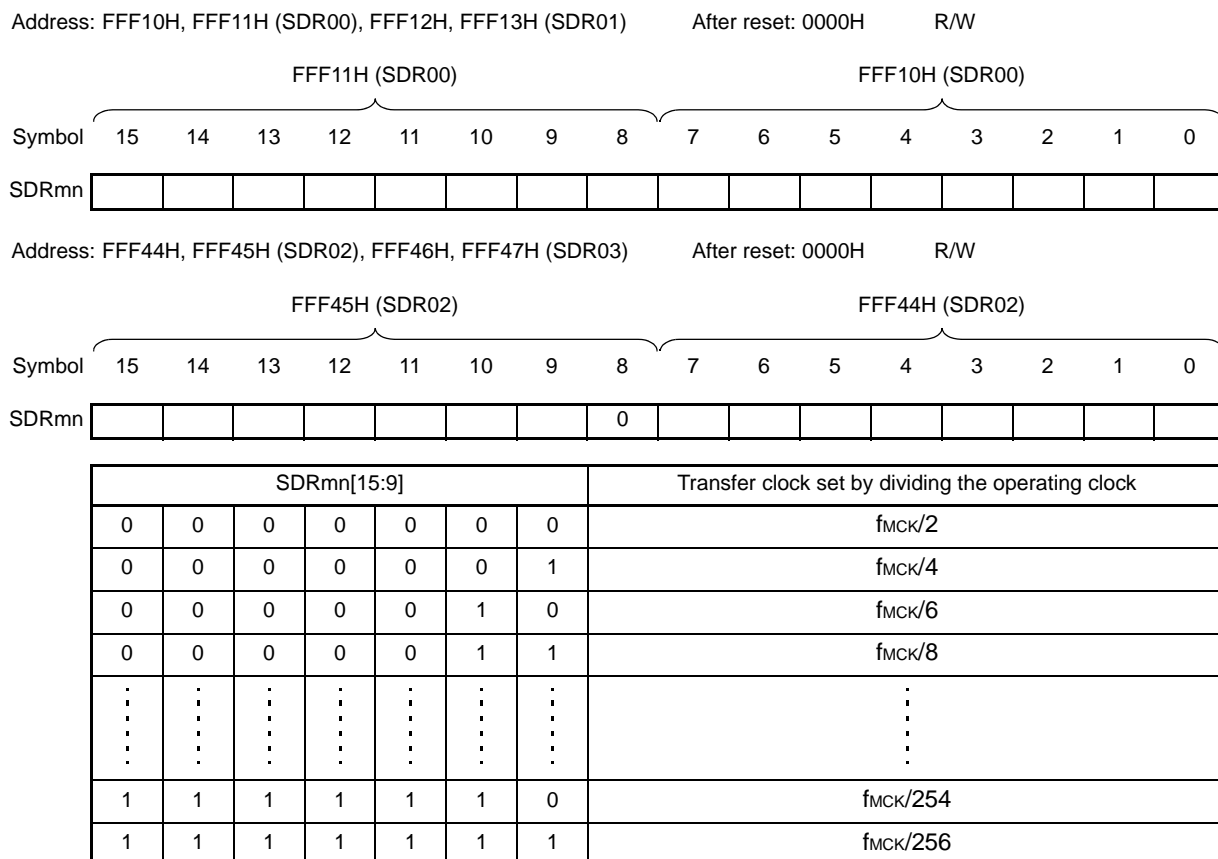 Address: FFF10H, FFF11H (SDR00), FFF12H, FFF13H (SDR01) After reset: 0000H R/W
FFF11H (SDR00) FFF10H (SDR00)
Symbol 15 14 13 12 11 10 9 8 7 6 5 4 3 2 1 0
SDRmn
Address: FFF44H, FFF45H (SDR02), FFF46H, FFF47H (SDR03) After reset: 0000H R/W
FFF45H (SDR02) FFF44H (SDR02)
Symbol 15 14 13 12 11 10 9 8 7 6 5 4 3 2 1 0
SDRmn 0
SDRmn[15:9] Transfer clock set by dividing the operating clock
0 0 0 0 0 0 0 fMCK/2
0 0 0 0 0 0 1 fMCK/4
0 0 0 0 0 1 0 fMCK/6
0 0 0 0 0 1 1 fMCK/8
1 1 1 1 1 1 0 fMCK/254
1 1 1 1 1 1 1 fMCK/256